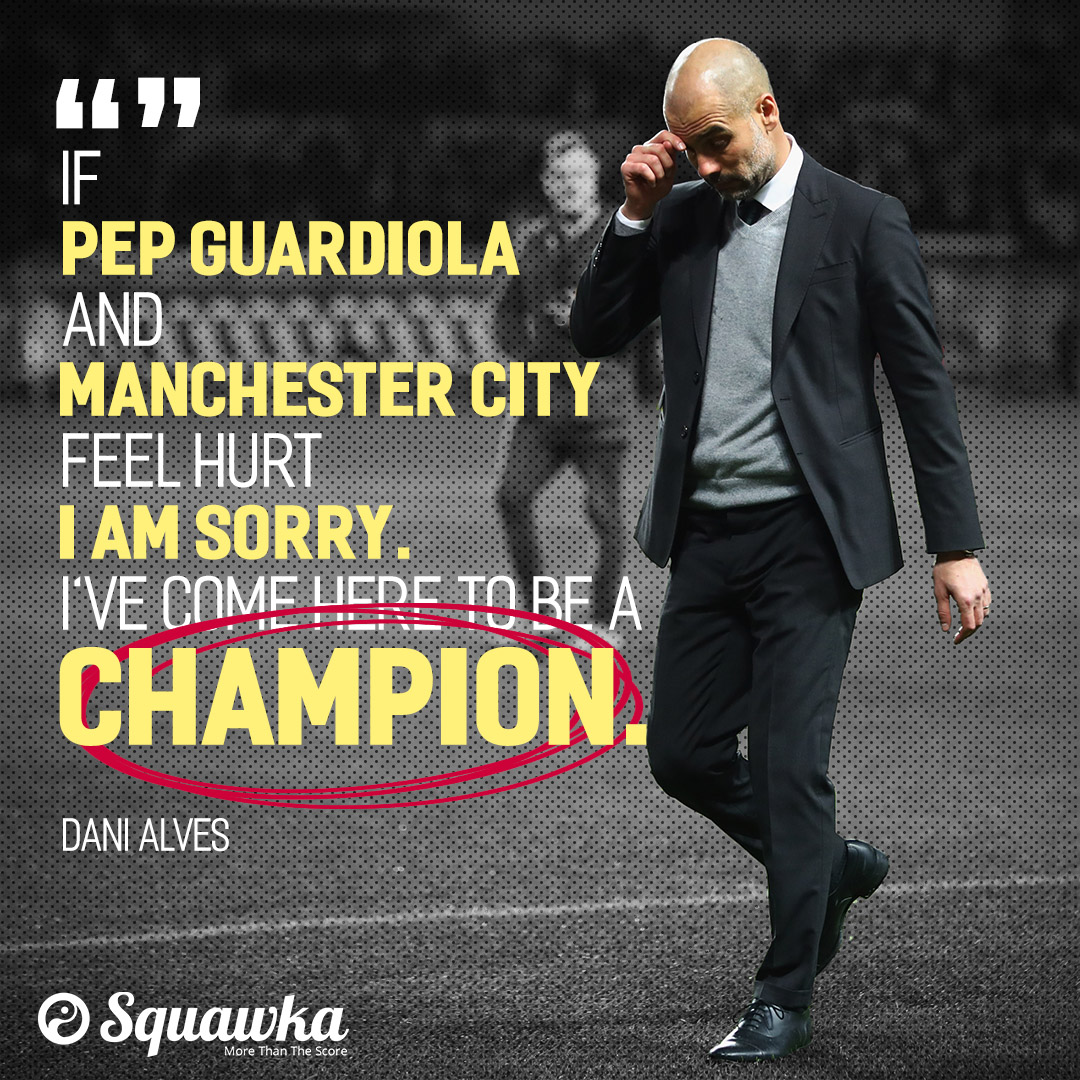 “ ”
IF
PEP GUARDIOLA
AND
MANCHESTER CITY
FEEL HURT
I AM SORRY.
I‘VE COME HERE TO BE A
CHAMPION.
DANI ALVES
Squawka
More Than The Score